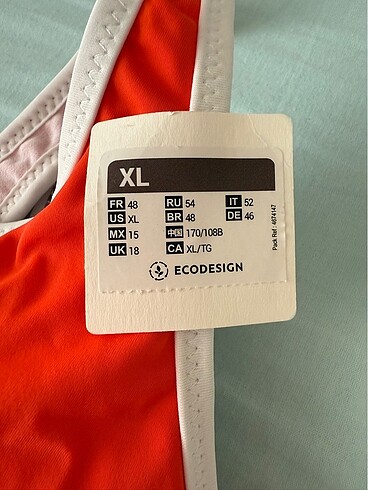 XL
FR 48 RU 54 IT 52
US XL BR 48 DE 46
MX 15 中国 170/108B
UK 18 CA XL/TG
ECODESIGN
Pack Ref : 4674147